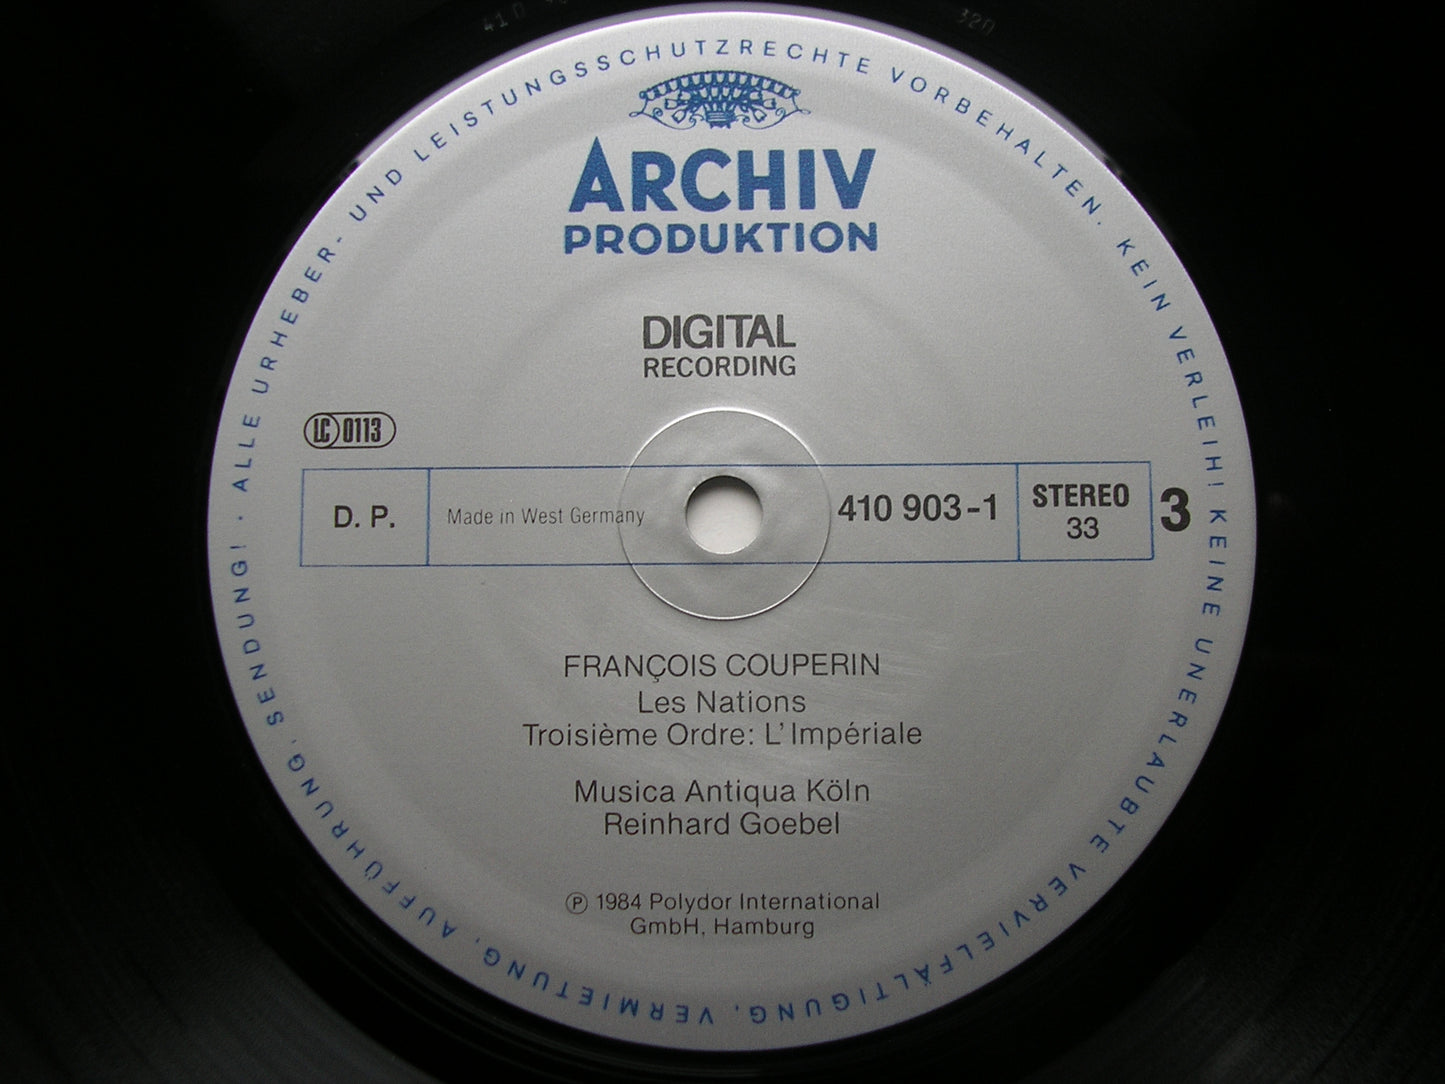 ALLE URHEBER- UND LEISTUNGSSCHUTZRECHTE VORBEHALTEN. KEIN VERLEIH! KEINE UNERLAUBTE VERVIELFÄLTIGUNG, VERMIETUNG, AUFFÜHRUNG, SENDUNG! ·
ARCHIV
PRODUKTION
DIGITAL
RECORDING
LC 0113
D. P.
Made in West Germany
410 903-1
STEREO
33
3
FRANÇOIS COUPERIN
Les Nations
Troisième Ordre: L'Impériale
Musica Antiqua Köln
Reinhard Goebel
℗ 1984 Polydor International
GmbH, Hamburg
320